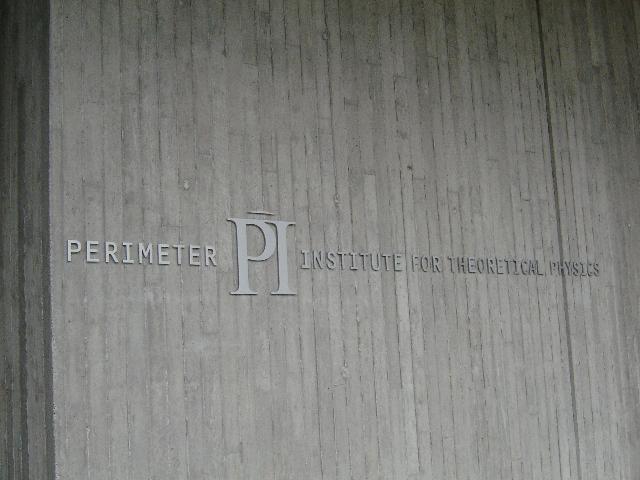 PERIMETER PI INSTITUTE FOR THEORETICAL PHYSICS